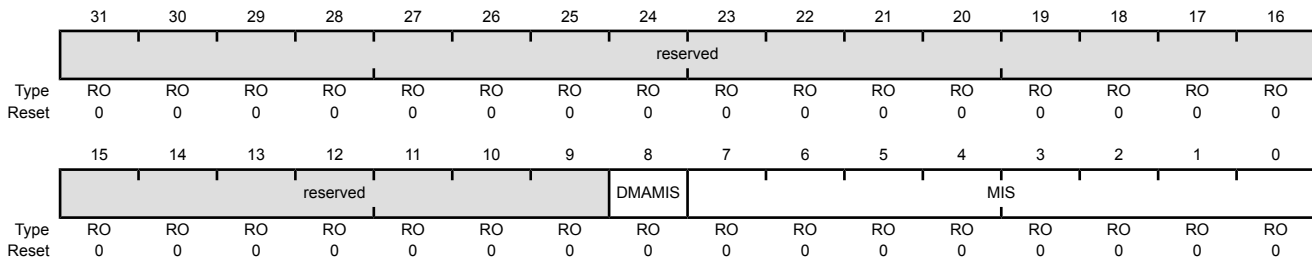 31 30 29 28 27 26 25 24 23 22 21 20 19 18 17 16
reserved
Type RO RO RO RO RO RO RO RO RO RO RO RO RO RO RO RO
Reset 0 0 0 0 0 0 0 0 0 0 0 0 0 0 0 0
15 14 13 12 11 10 9 8 7 6 5 4 3 2 1 0
reserved DMAMIS MIS
Type RO RO RO RO RO RO RO RO RO RO RO RO RO RO RO RO
Reset 0 0 0 0 0 0 0 0 0 0 0 0 0 0 0 0